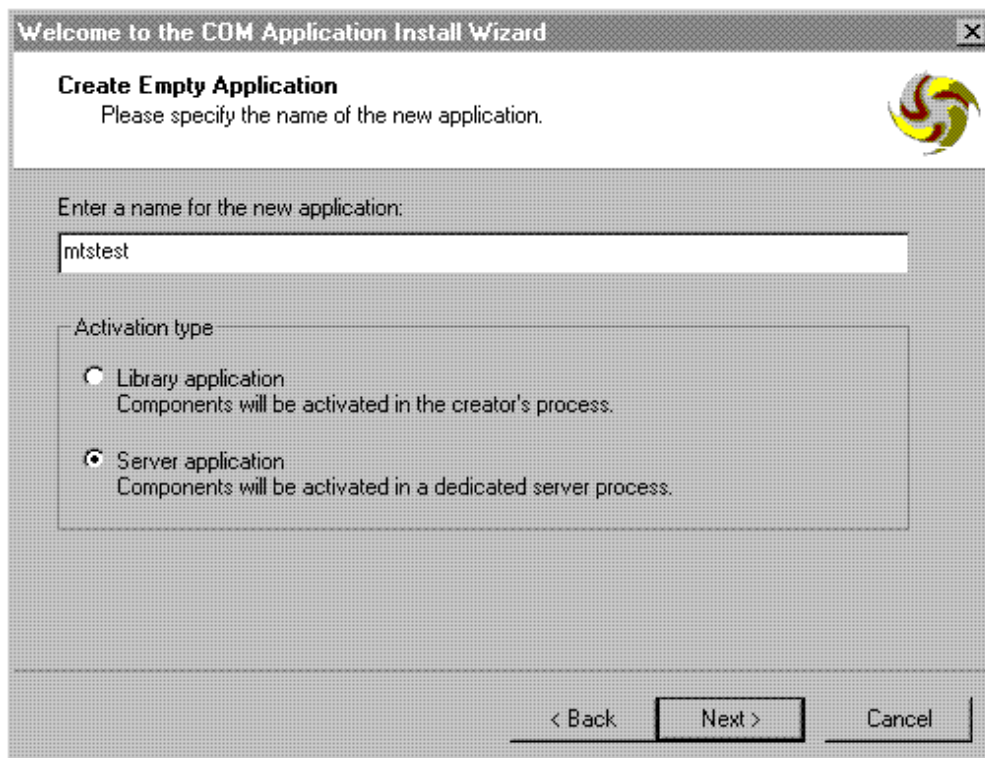 Welcome to the COM Application Install Wizard
Create Empty Application
Please specify the name of the new application.
Enter a name for the new application:
mtstest
Activation type
Library application
Components will be activated in the creator's process.
Server application
Components will be activated in a dedicated server process.
< Back Next > Cancel